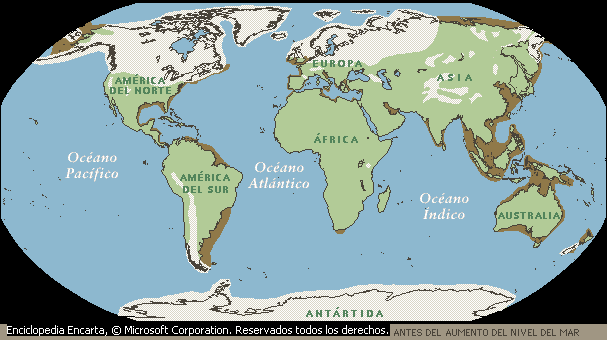 EUROPA
ASIA
AMÉRICA
DEL NORTE
ÁFRICA
Océano
Pacífico
Océano
Atlántico
AMÉRICA
DEL SUR
Océano
Índico
AUSTRALIA
ANTÁRTIDA
Enciclopedia Encarta, © Microsoft Corporation. Reservados todos los derechos.
ANTES DEL AUMENTO DEL NIVEL DEL MAR